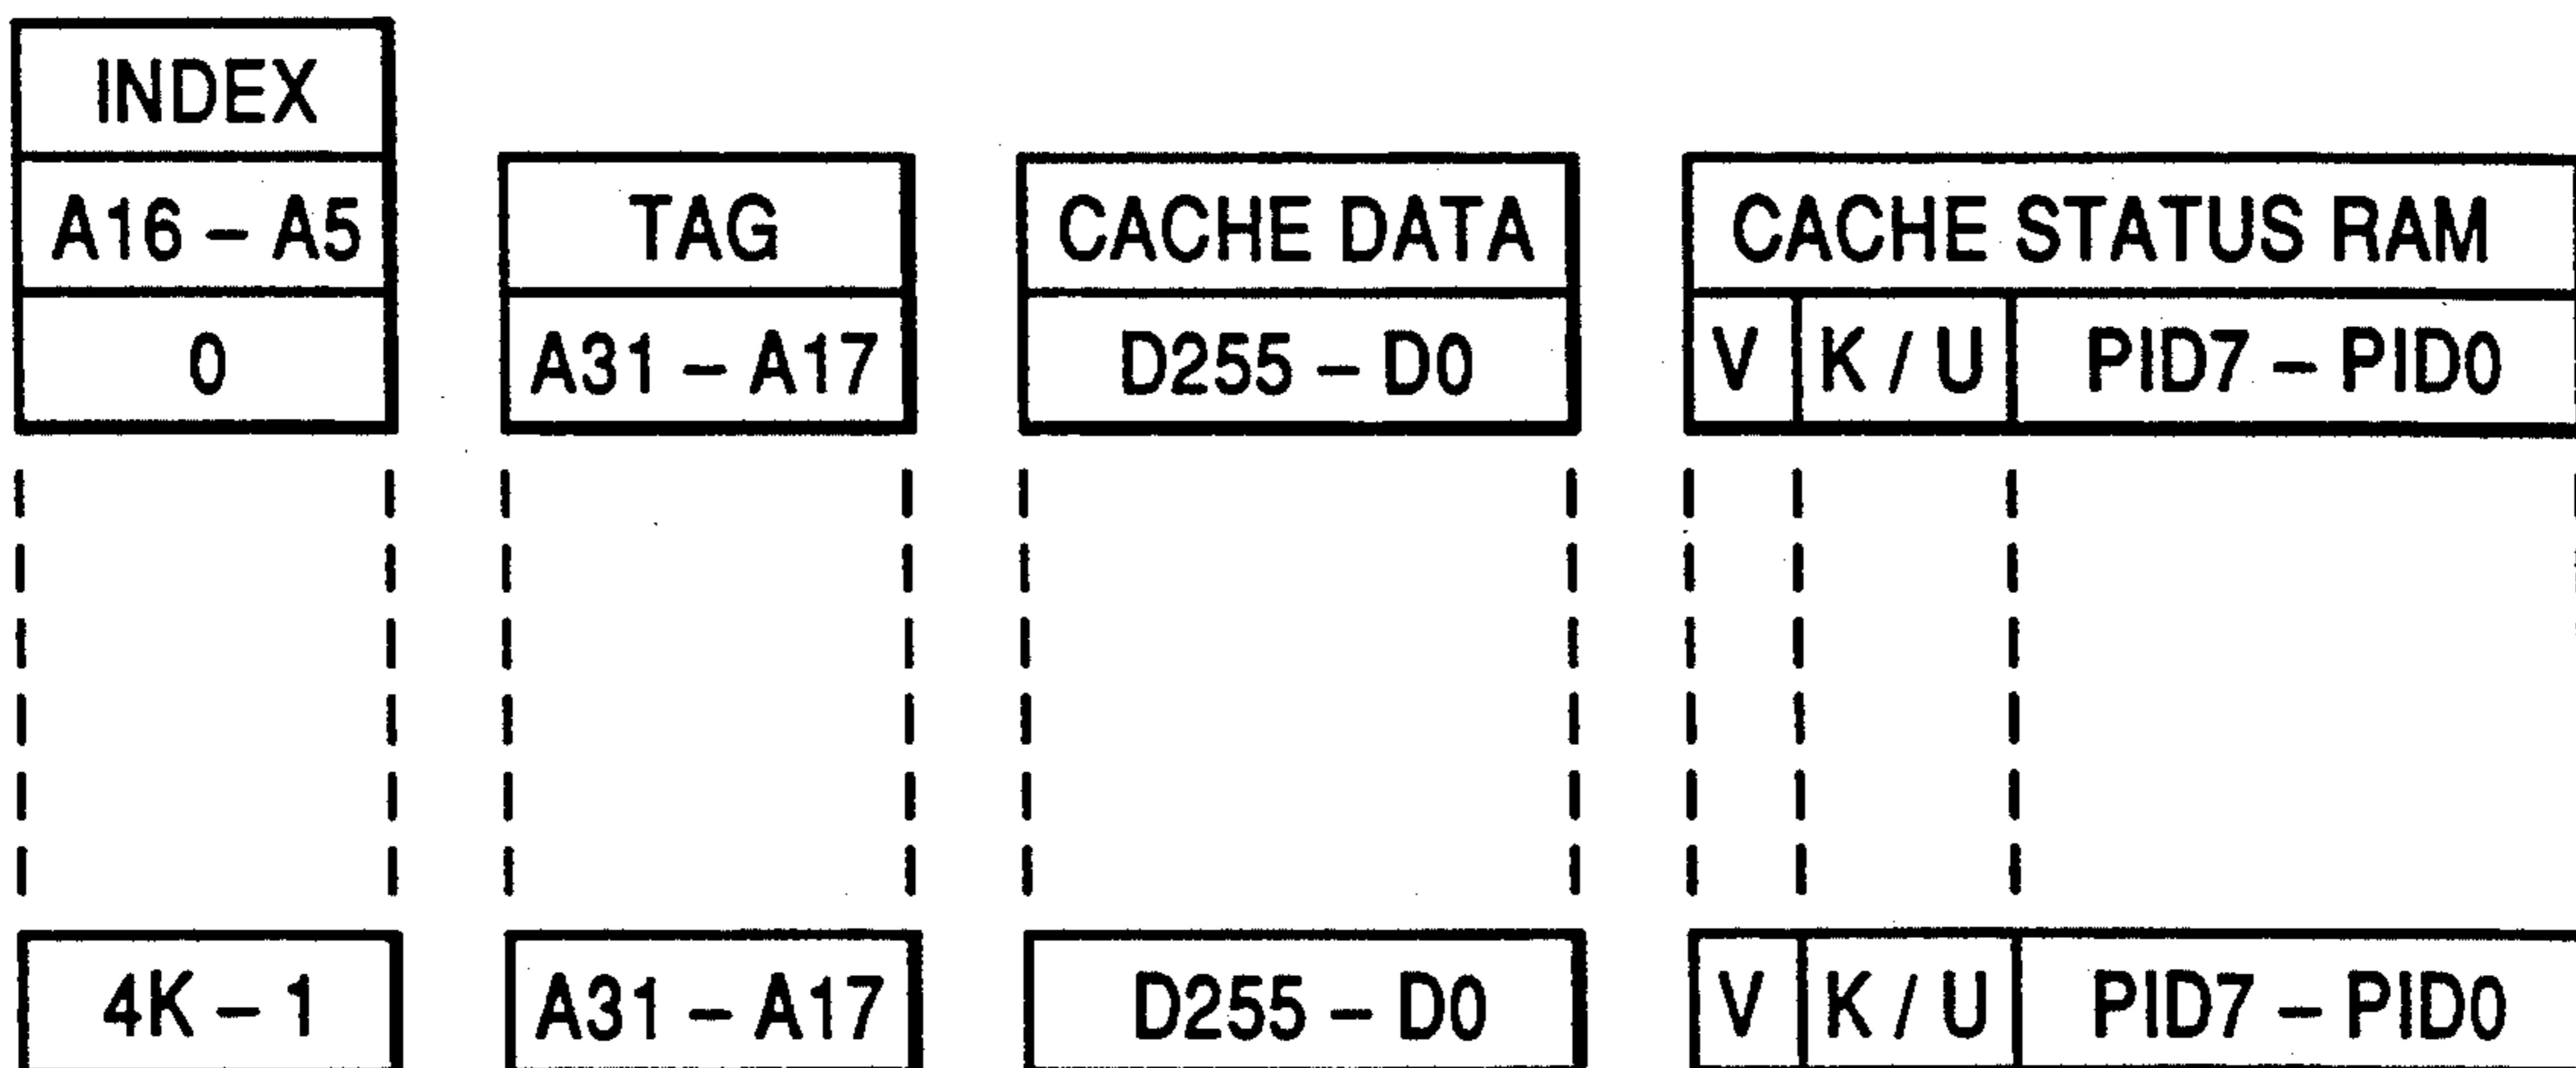 INDEX
A16 – A5 TAG CACHE DATA CACHE STATUS RAM
0 A31 – A17 D255 – D0 V K / U PID7 – PID0
4K – 1 A31 – A17 D255 – D0 V K / U PID7 – PID0